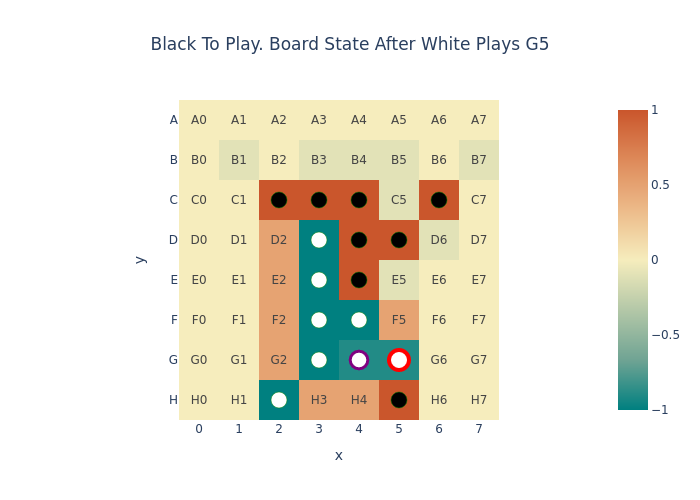 Black To Play. Board State After White Plays G5
A A0 A1 A2 A3 A4 A5 A6 A7
B B0 B1 B2 B3 B4 B5 B6 B7
C C0 C1 C5 C7
D D0 D1 D2 D6 D7
E E0 E1 E2 E5 E6 E7
F F0 F1 F2 F5 F6 F7
G G0 G1 G2 G6 G7
H H0 H1 H3 H4 H6 H7
0 1 2 3 4 5 6 7
x
y
1
0.5
0
−0.5
−1